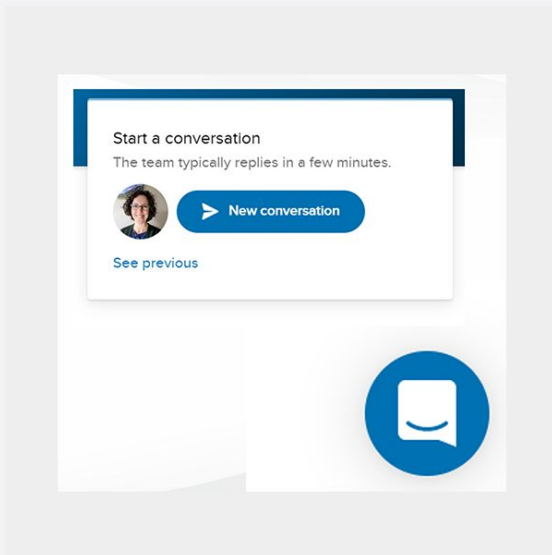 Start a conversation
The team typically replies in a few minutes.
New conversation
See previous